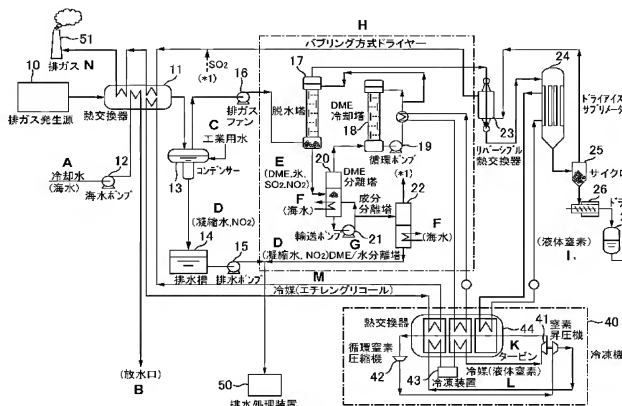 H
バブリング方式ドライヤー
51
排ガス N
10
排ガス発生源
11
熱交換器
SO2
(*1)
16
排ガス
ファン
17
脱水塔
DME
冷却塔
18
19
循環ポンプ
23
リバーシブル
熱交換器
24
ドライアイス
サブリメータ
25
サイクロ
26
ドラ
C
工業用水
A
冷却水
(海水)
12
海水ポンプ
13
コンデンサー
E
(DME,水,
SO2,NO2)
20
DME
分離塔
F
(海水)
成分
分離塔
22
(*1)
F
(海水)
輸送ポンプ
21
G
DME/水分離塔
D
(凝縮水,NO2)
14
排水槽
15
排水ポンプ
D
(凝縮水,NO2)
(液体窒素)
I
M
冷媒(エチレングリコール)
熱交換器
44
41
窒素
昇圧機
40
K
タービン
循環窒素
圧縮機
42
43
冷凍装置
冷媒(液体窒素)
L
冷凍機
(放水口)
B
50
排水処理装置